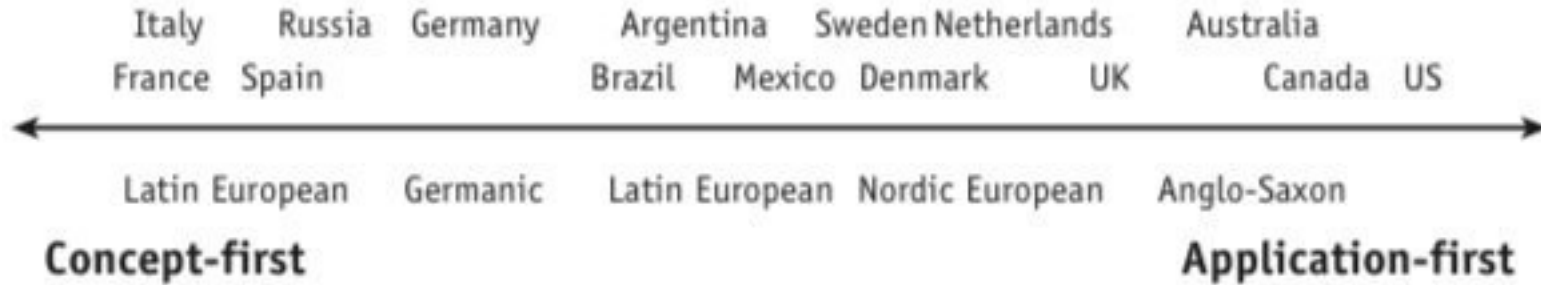 Italy Russia Germany Argentina Sweden Netherlands Australia
France Spain Brazil Mexico Denmark UK Canada US
Latin European Germanic Latin European Nordic European Anglo-Saxon
Concept-first Application-first